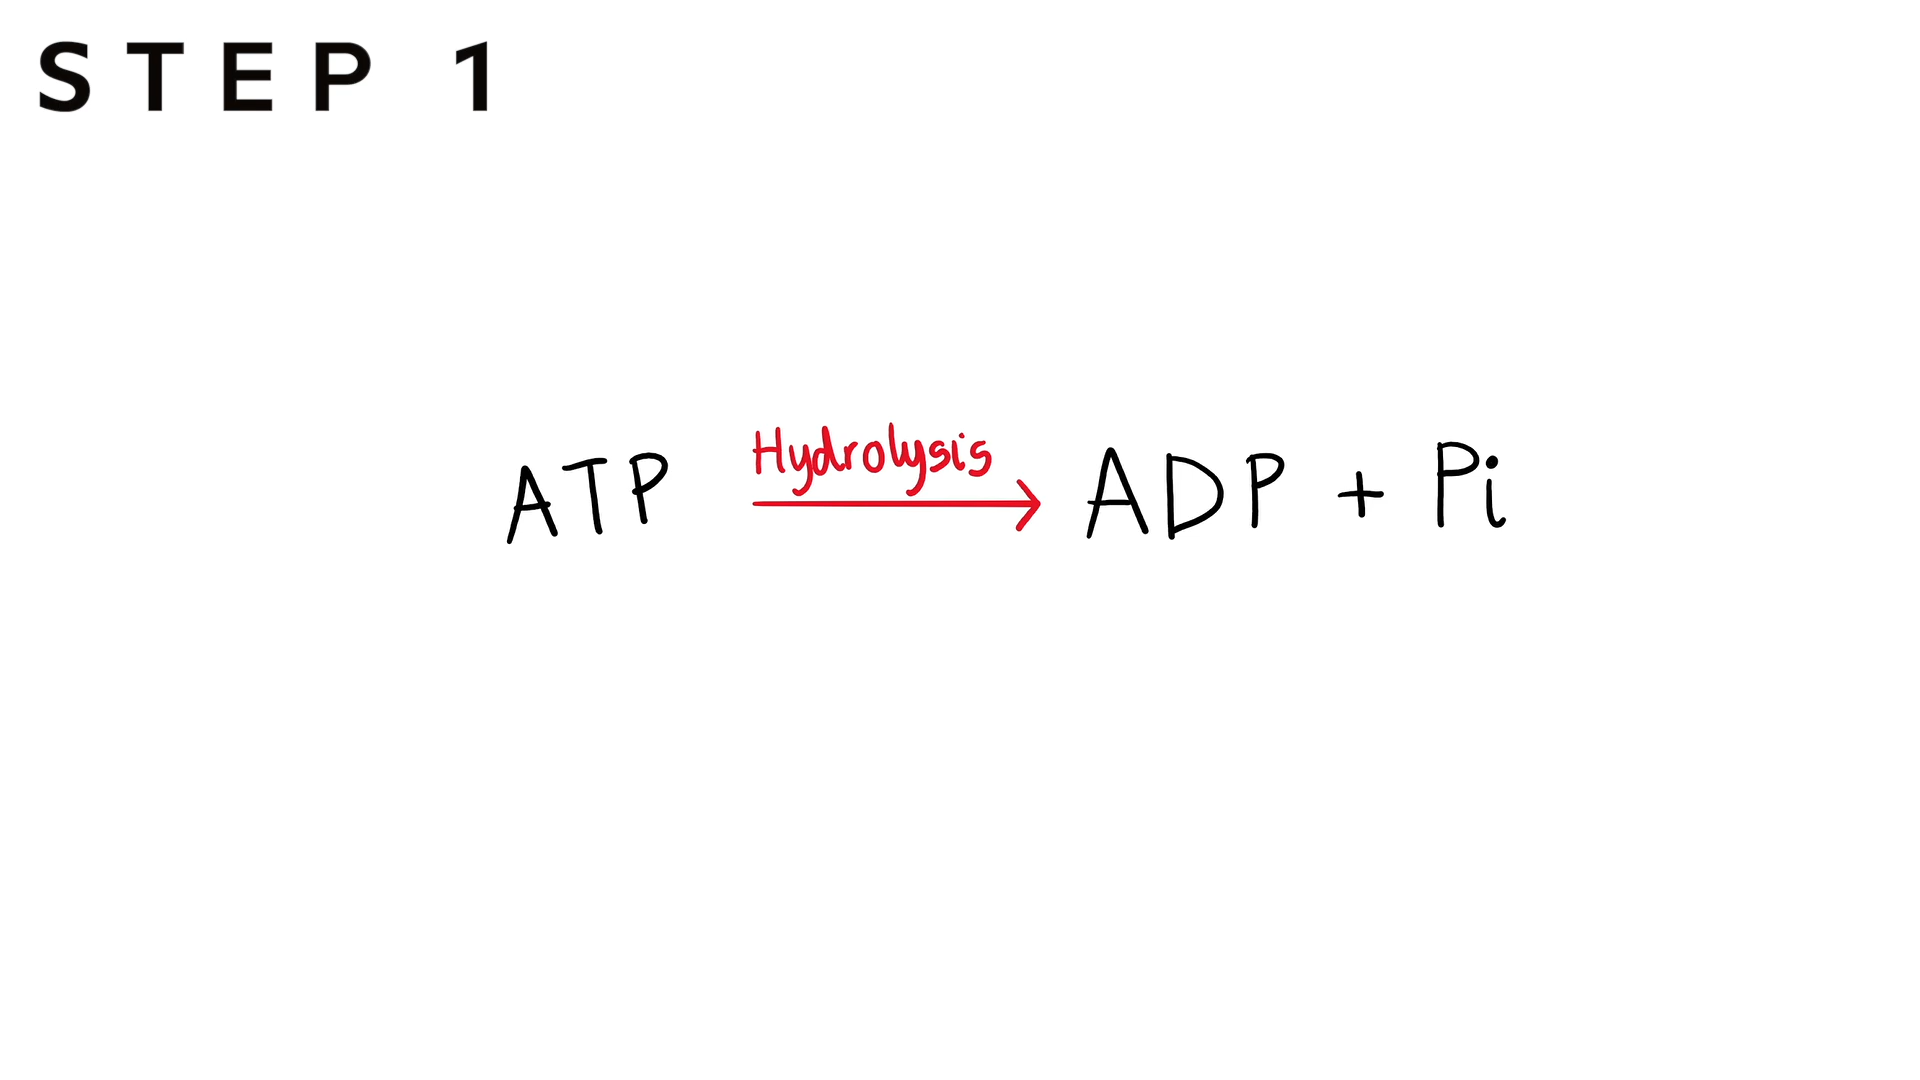 STEP 1
Hydrolysis
ATP → ADP + Pi